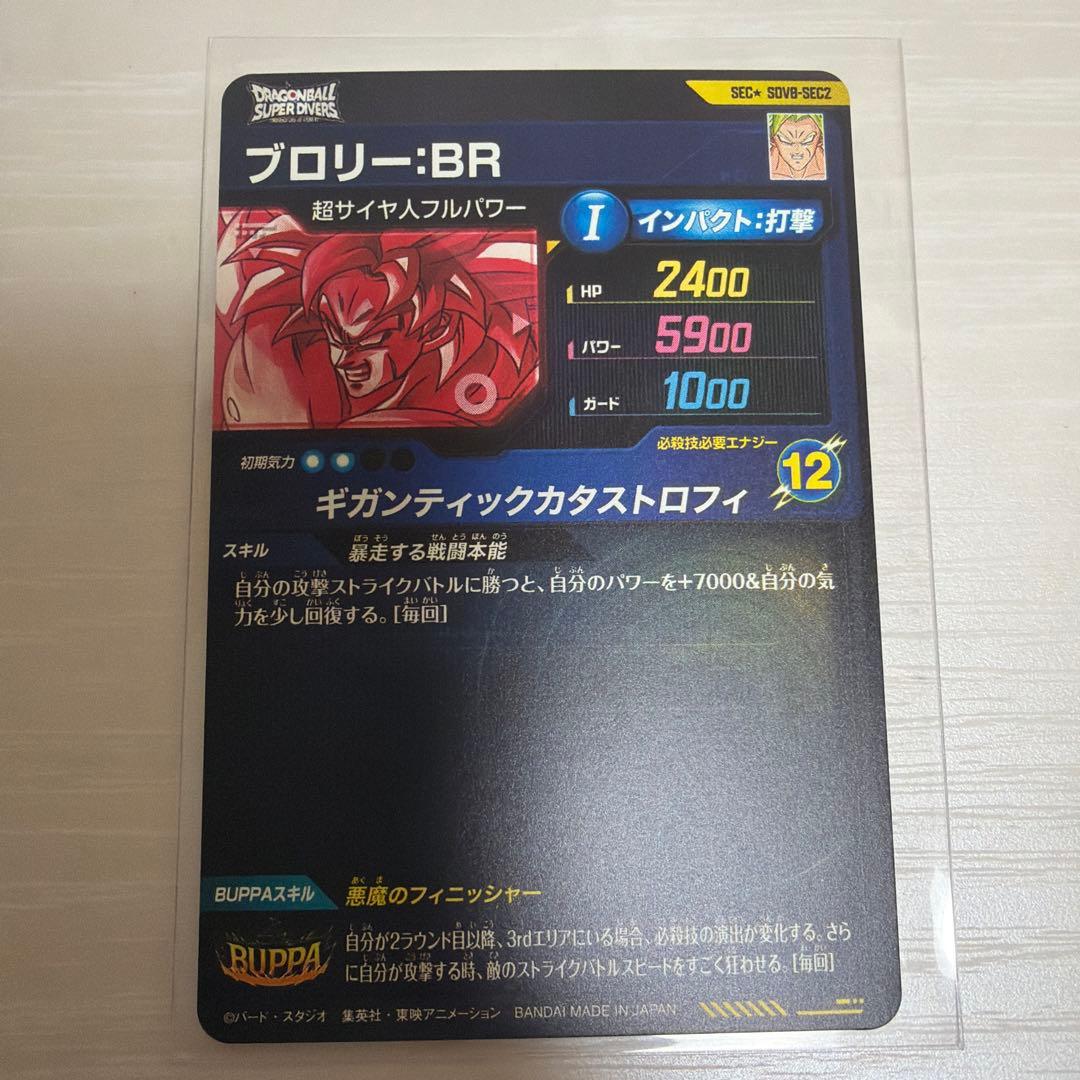 DRAGONBALL
SUPER DIVERS
SEC★ SDV8-SEC2
ブロリー:BR
超サイヤ人フルパワー
I インパクト:打撃
HP 2400
パワー 5900
ガード 1000
必殺技必要エナジー
12
初期気力
ギガンティックカタストロフィ
スキル 暴走する戦闘本能
自分の攻撃ストライクバトルに勝つと、自分のパワーを+7000&自分の気
力を少し回復する。[毎回]
BUPPAスキル 悪魔のフィニッシャー
BUPPA
自分が2ラウンド目以降、3rdエリアにいる場合、必殺技の演出が変化する。さら
に自分が攻撃する時、敵のストライクバトルスピードをすごく狂わせる。[毎回]
©バード・スタジオ 集英社・東映アニメーション BANDAI MADE IN JAPAN